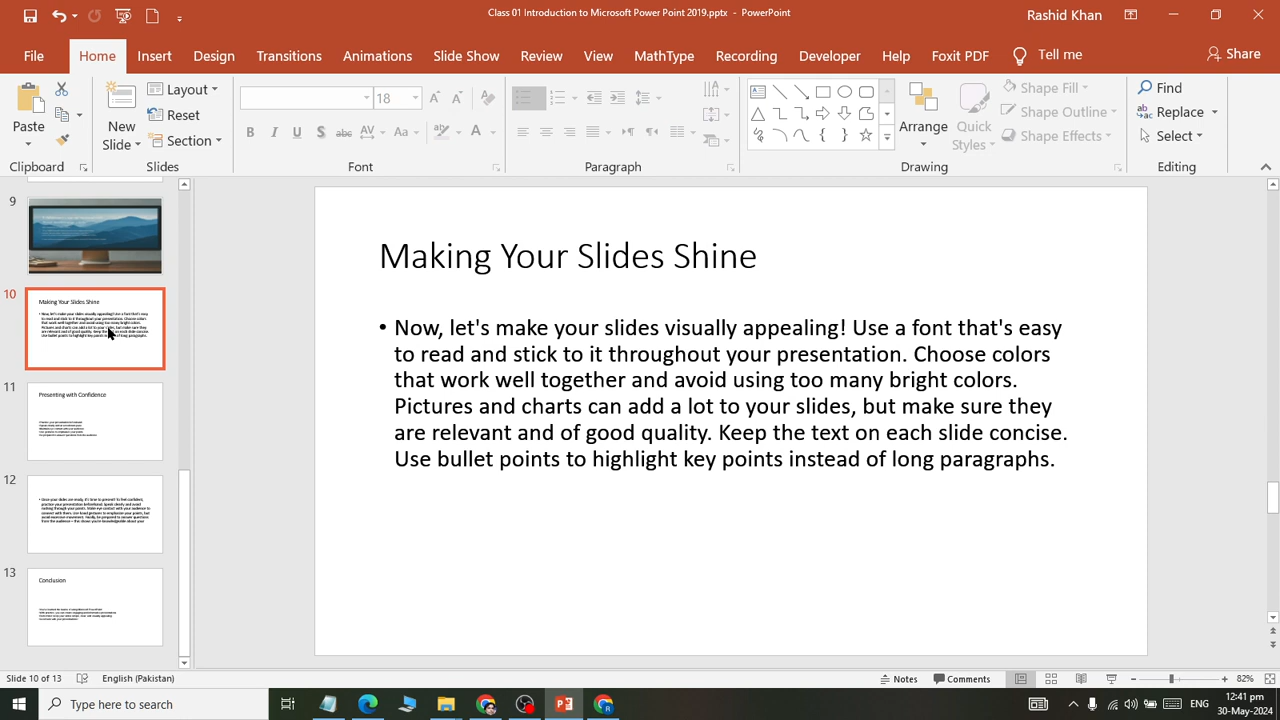 Class 01 Introduction to Microsoft Power Point 2019.pptx - PowerPoint
Rashid Khan
File Home Insert Design Transitions Animations Slide Show Review View MathType Recording Developer Help Foxit PDF Tell me Share
Paste
Clipboard
New
Slide
Layout
Reset
Section
Slides
18
Font
Paragraph
Arrange
Quick
Styles
Shape Fill
Shape Outline
Shape Effects
Drawing
Find
Replace
Select
Editing
9
10
Making Your Slides Shine
11
Presenting with Confidence
12
13
Conclusion
Making Your Slides Shine
• Now, let's make your slides visually appealing! Use a font that's easy
to read and stick to it throughout your presentation. Choose colors
that work well together and avoid using too many bright colors.
Pictures and charts can add a lot to your slides, but make sure they
are relevant and of good quality. Keep the text on each slide concise.
Use bullet points to highlight key points instead of long paragraphs.
Slide 10 of 13 English (Pakistan) Notes Comments 82%
Type here to search
ENG
12:41 pm
30-May-2024